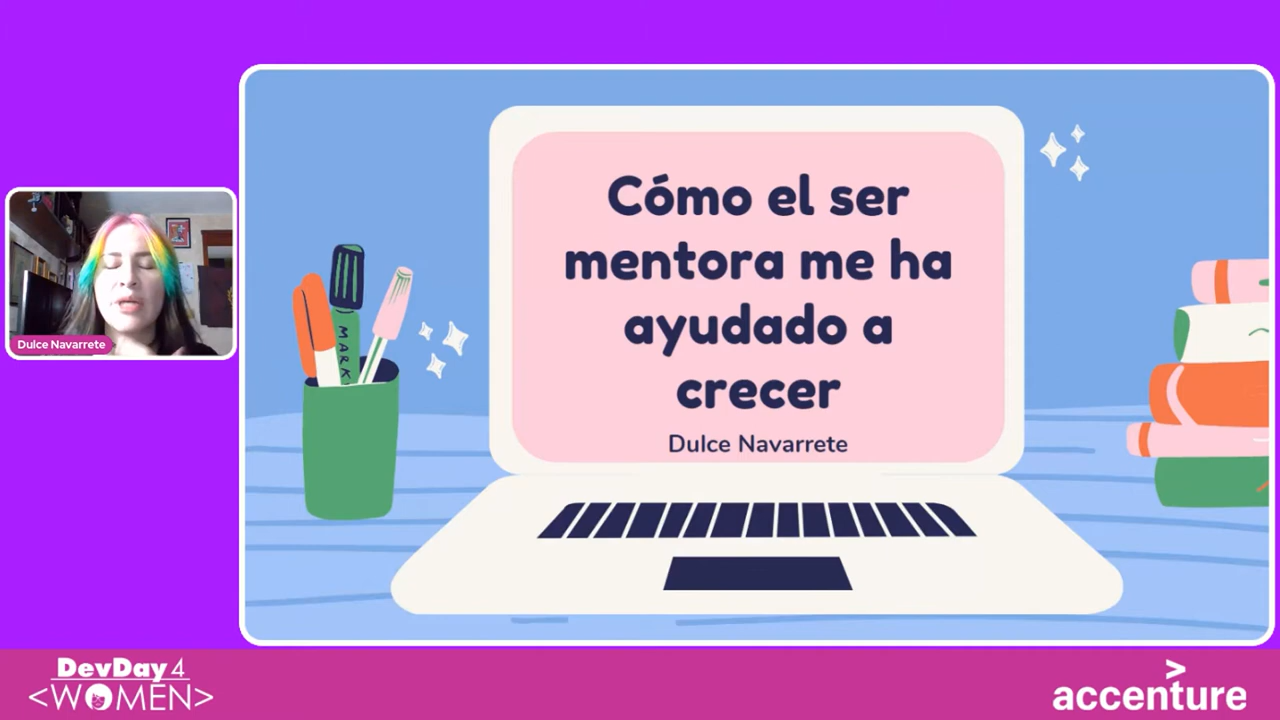 Cómo el ser
mentora me ha
ayudado a
crecer
Dulce Navarrete
MARK
Dulce Navarrete
DevDay 4
<WOMEN>
>
accenture